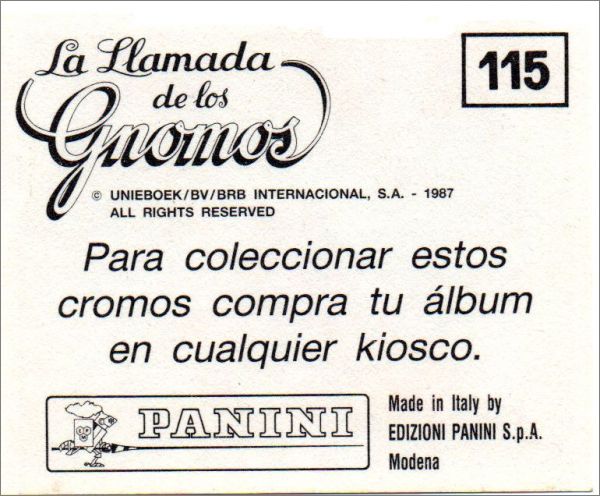 La Llamada
de los
Gnomos
115
© UNIEBOEK/BV/BRB INTERNACIONAL, S.A. - 1987
ALL RIGHTS RESERVED
Para coleccionar estos
cromos compra tu álbum
en cualquier kiosco.
PANINI
Made in Italy by
EDIZIONI PANINI S.p.A.
Modena